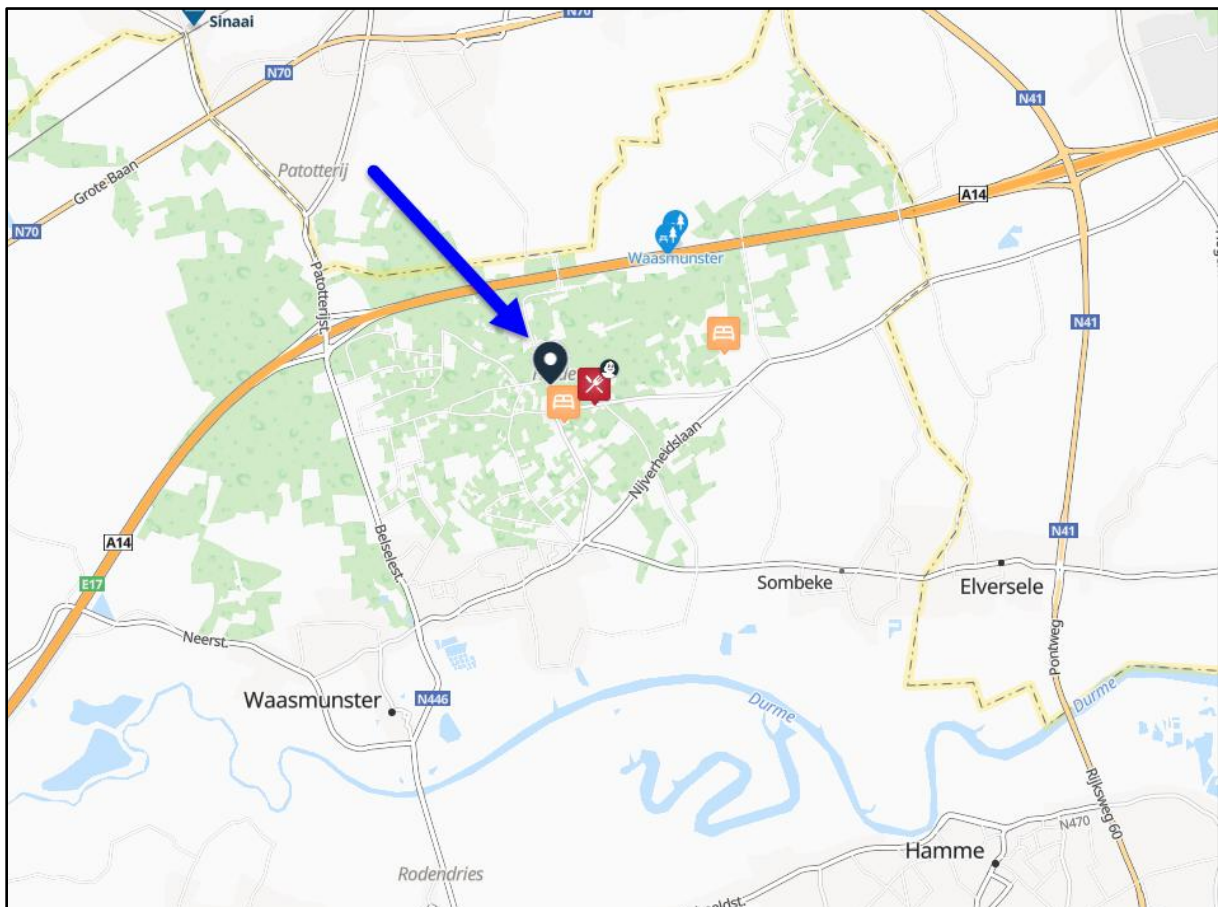 N70
Sinaai
N70
N41
Patotterij
Grote Baan
A14
N70
Waasmunster
Patotterijst.
N41
Nijverheidslaan
Belselest.
N41
A14
Sombeke
Elversele
E17
Neerst.
Pontweg
Waasmunster
N446
Durme
Durme
Rijksweg 60
N470
Hamme
Rodendries